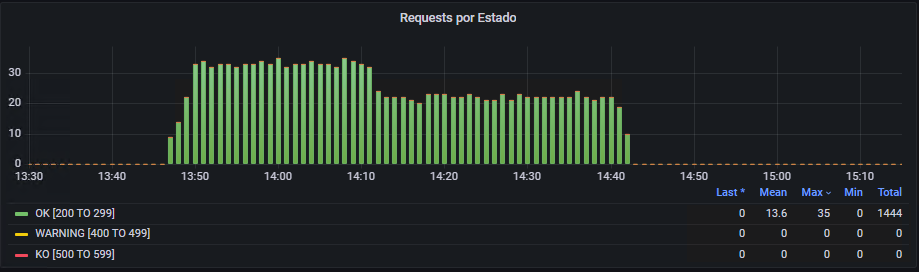 Requests por Estado
30
20
10
0
13:30 13:40 13:50 14:00 14:10 14:20 14:30 14:40 14:50 15:00 15:10
Last * Mean Max Min Total
OK [200 TO 299] 0 13.6 35 0 1444
WARNING [400 TO 499] 0 0 0 0 0
KO [500 TO 599] 0 0 0 0 0